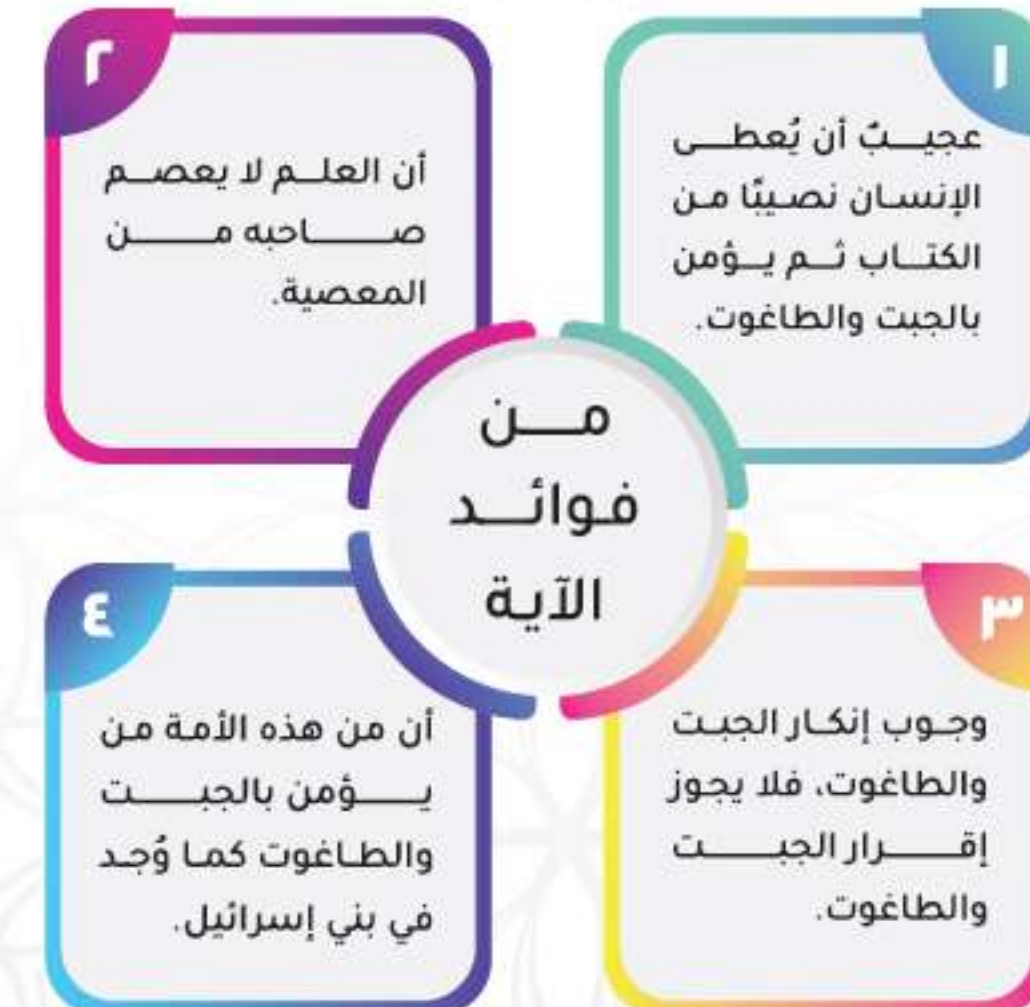 من
فوائد
الآية
١
عجيبٌ أن يُعطى
الإنسان نصيبًا من
الكتاب ثم يؤمن
بالجبت والطاغوت.
٢
أن العلم لا يعصم
صاحبه من
المعصية.
٣
وجوب إنكار الجبت
والطاغوت، فلا يجوز
إقرار الجبت
والطاغوت.
٤
أن من هذه الأمة من
يؤمن بالجبت
والطاغوت كما وُجد
في بني إسرائيل.